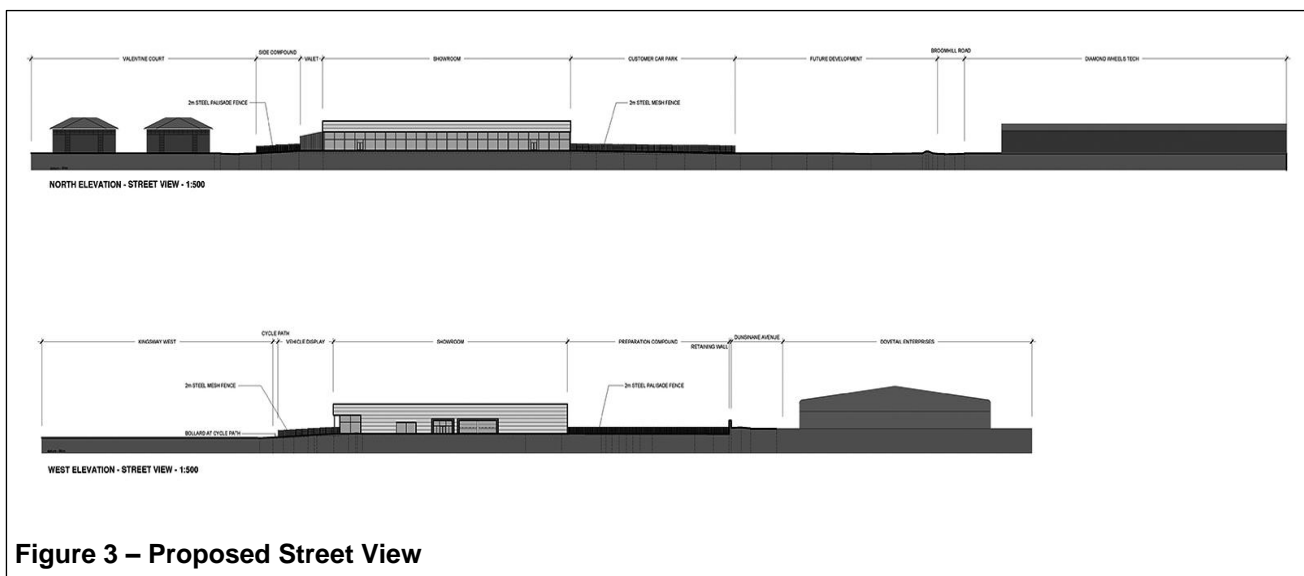 SIDE COMPOUND
BROOMHILL ROAD
VALENTINE COURT
VALET
SHOWROOM
CUSTOMER CAR PARK
FUTURE DEVELOPMENT
DIAMOND WHEELS TECH
2m STEEL PALISADE FENCE
2m STEEL MESH FENCE
NORTH ELEVATION - STREET VIEW - 1:500
CYCLE PATH
KINGSWAY WEST
VEHICLE DISPLAY
SHOWROOM
PREPARATION COMPOUND
RETAINING WALL
DUNSINANE AVENUE
DOVETAIL ENTERPRISES
2m STEEL MESH FENCE
2m STEEL PALISADE FENCE
BOLLARD AT CYCLE PATH
WEST ELEVATION - STREET VIEW - 1:500
Figure 3 – Proposed Street View